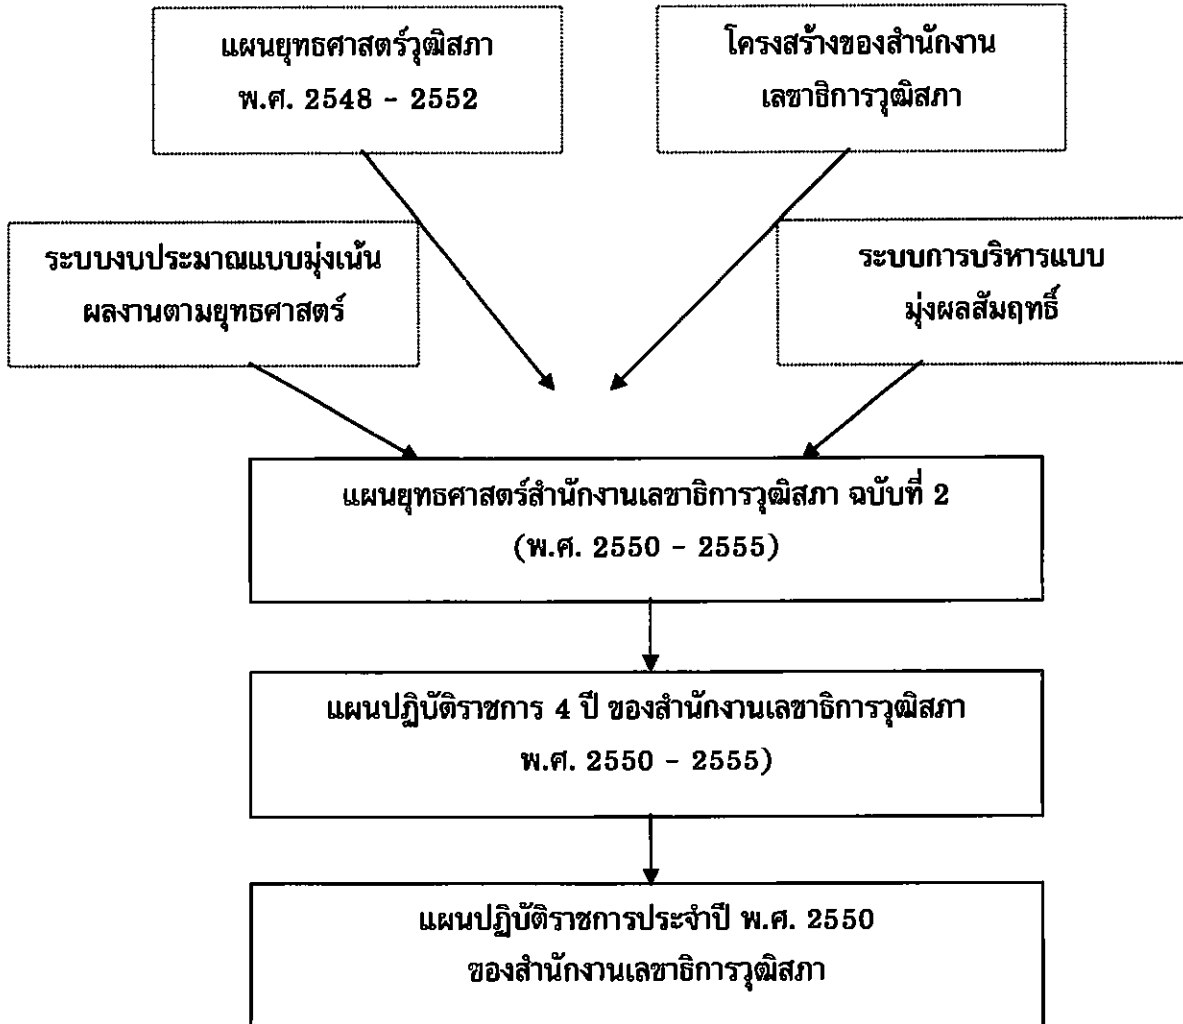 แผนยุทธศาสตร์วุฒิสภา
พ.ศ. 2548 - 2552
โครงสร้างของสำนักงาน
เลขาธิการวุฒิสภา
ระบบงบประมาณแบบมุ่งเน้น
ผลงานตามยุทธศาสตร์
ระบบการบริหารแบบ
มุ่งผลสัมฤทธิ์
แผนยุทธศาสตร์สำนักงานเลขาธิการวุฒิสภา ฉบับที่ 2
(พ.ศ. 2550 - 2555)
แผนปฏิบัติราชการ 4 ปี ของสำนักงานเลขาธิการวุฒิสภา
พ.ศ. 2550 - 2555)
แผนปฏิบัติราชการประจำปี พ.ศ. 2550
ของสำนักงานเลขาธิการวุฒิสภา